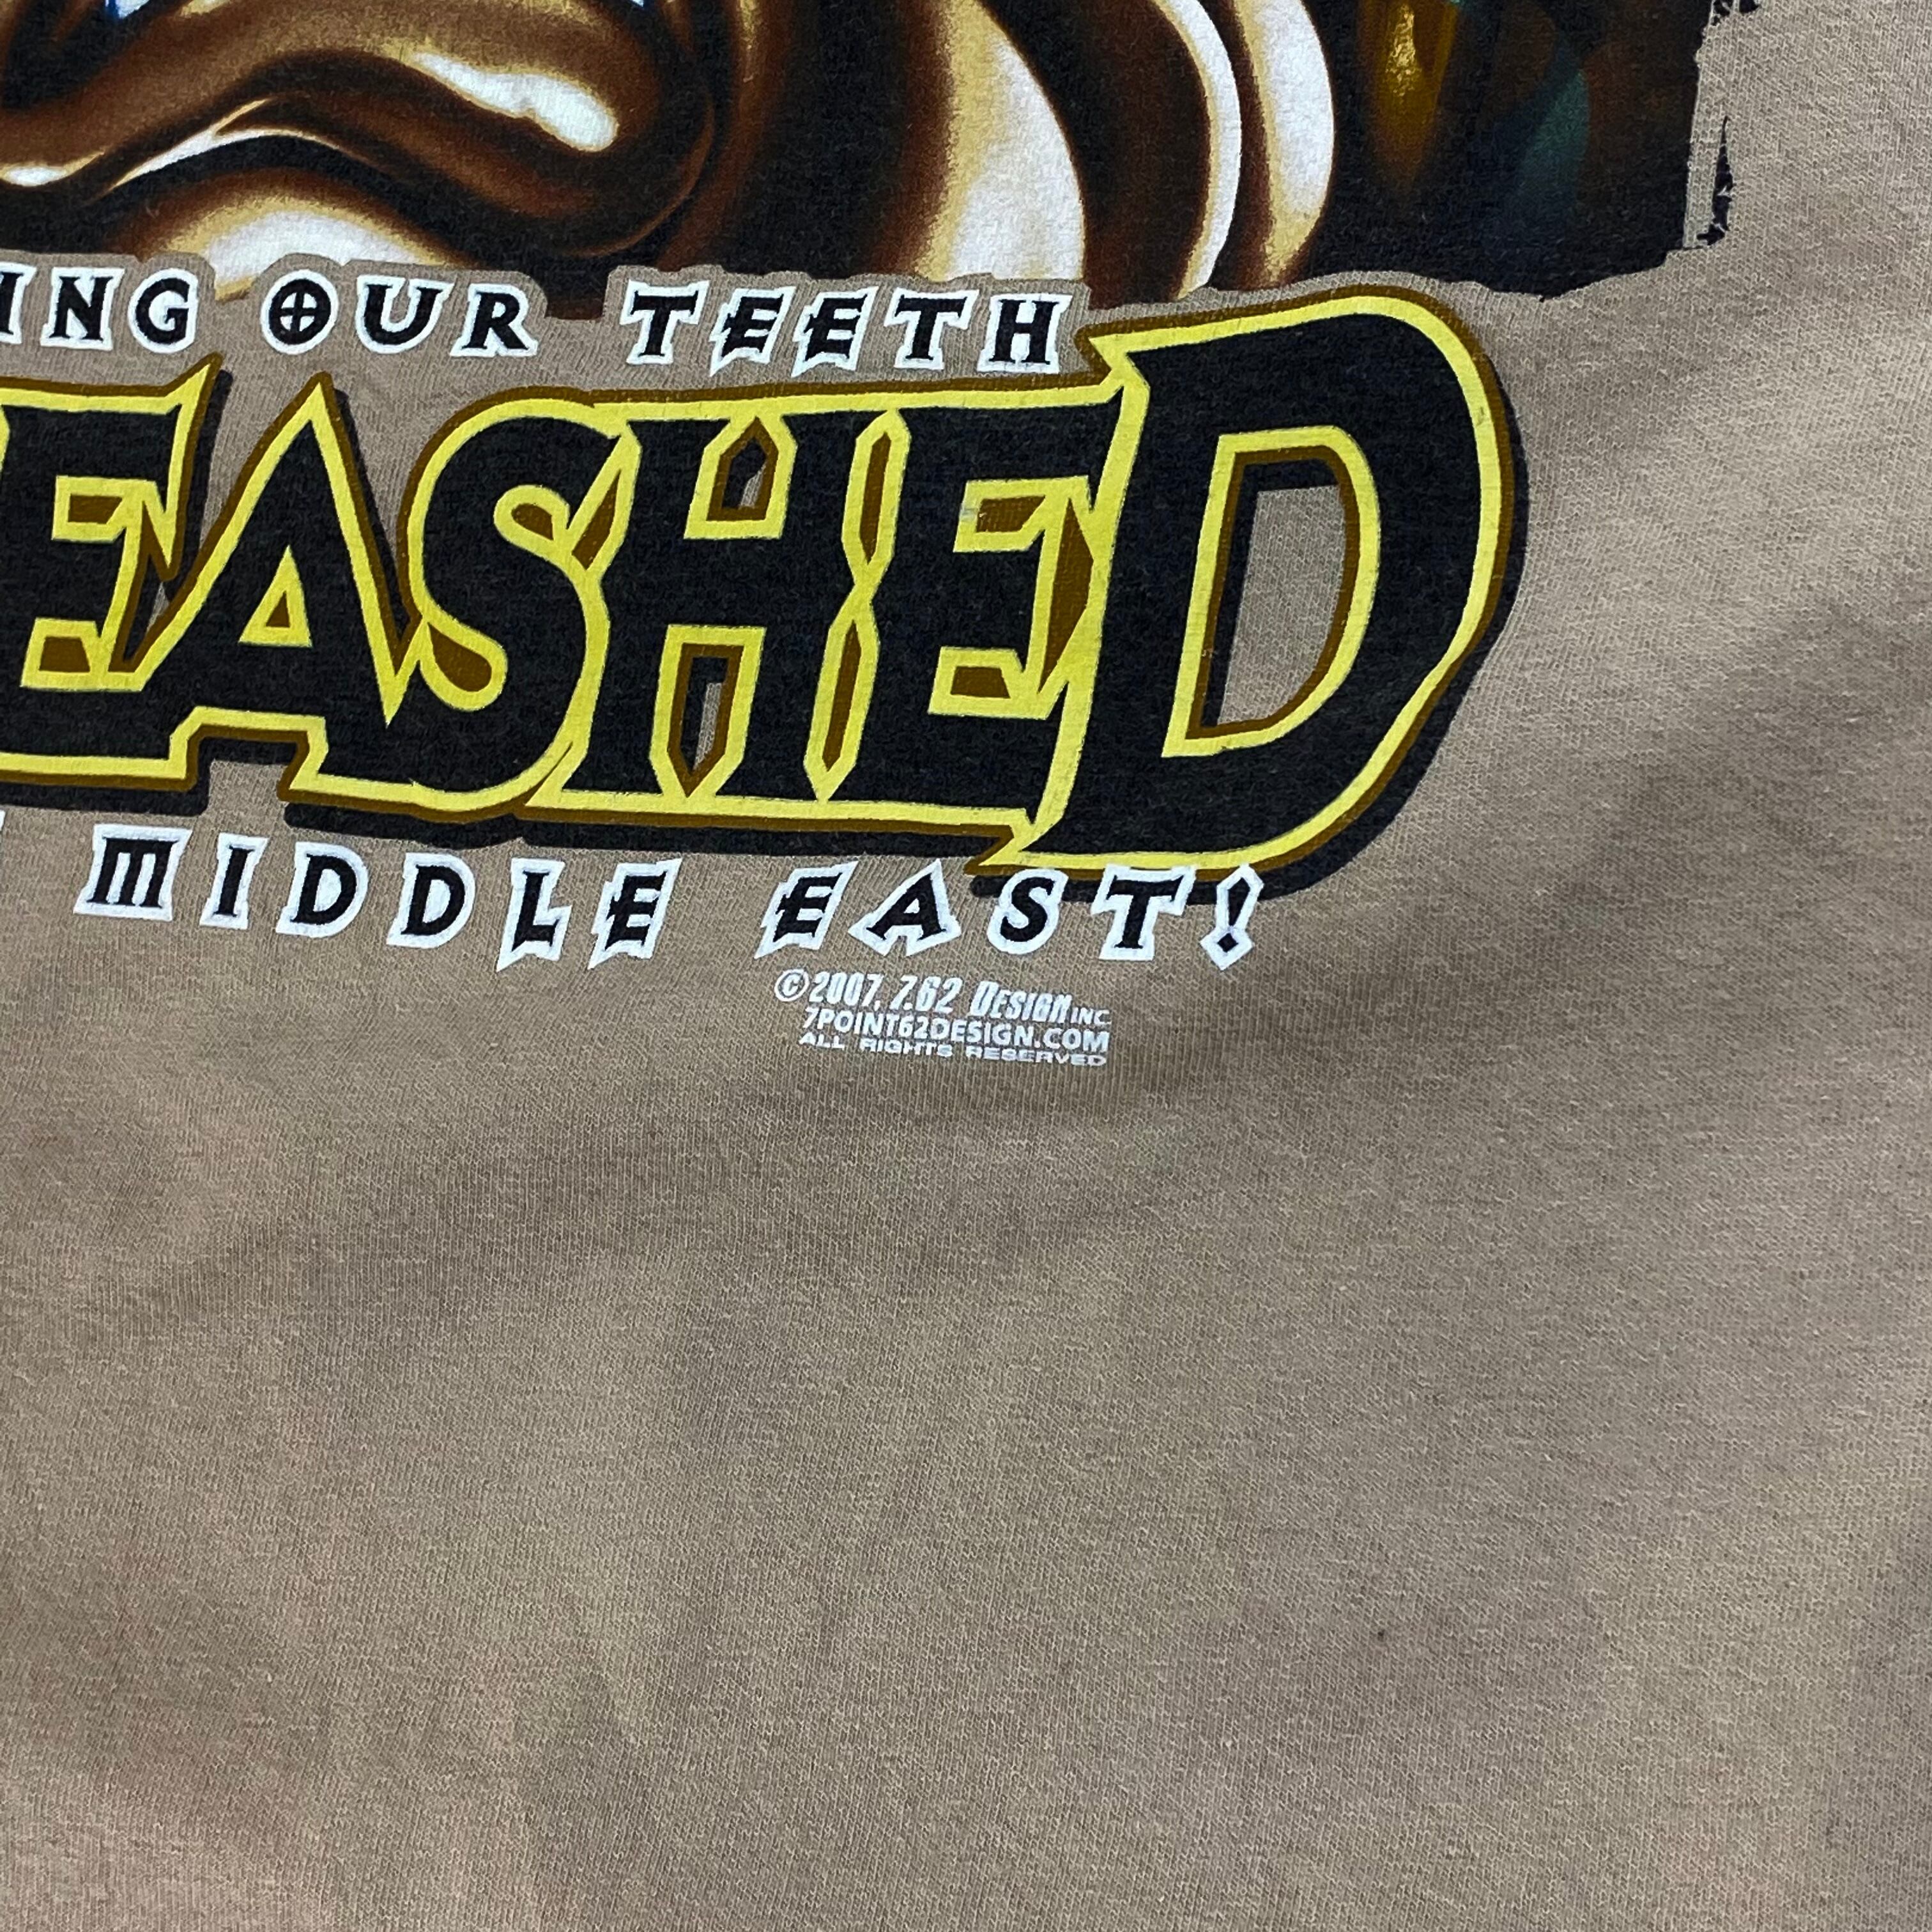 ING OUR TEETH
EASHED
MIDDLE EAST!
©2007, 7.62 DESIGN INC.
7POINT62DESIGN.COM
ALL RIGHTS RESERVED